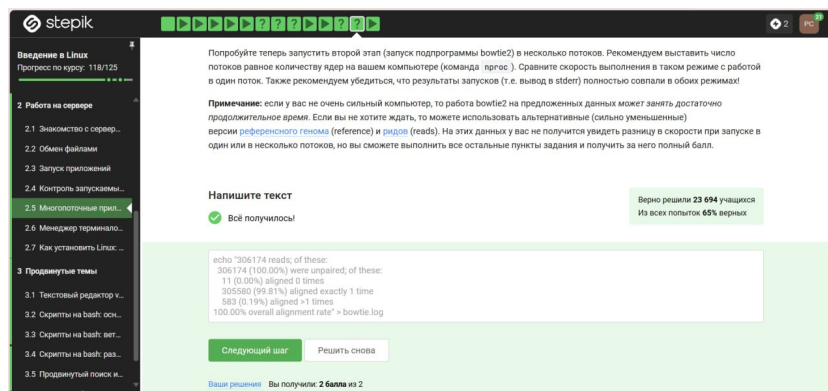 stepik
2
PC
21
Введение в Linux
Прогресс по курсу: 118/125
2 Работа на сервере
2.1 Знакомство с сервер...
2.2 Обмен файлами
2.3 Запуск приложений
2.4 Контроль запускаемы...
2.5 Многопоточные прил...
2.6 Менеджер терминало...
2.7 Как установить Linux: ...
3 Продвинутые темы
3.1 Текстовый редактор v...
3.2 Скрипты на bash: осн...
3.3 Скрипты на bash: вет...
3.4 Скрипты на bash: раз...
3.5 Продвинутый поиск и...
Попробуйте теперь запустить второй этап (запуск подпрограммы bowtie2) в несколько потоков. Рекомендуем выставить число
потоков равное количеству ядер на вашем компьютере (команда nproc ). Сравните скорость выполнения в таком режиме с работой
в один поток. Также рекомендуем убедиться, что результаты запусков (т.е. вывод в stderr) полностью совпали в обоих режимах!
Примечание: если у вас не очень сильный компьютер, то работа bowtie2 на предложенных данных может занять достаточно
продолжительное время. Если вы не хотите ждать, то можете использовать альтернативные (сильно уменьшенные)
версии референсного генома (reference) и ридов (reads). На этих данных у вас не получится увидеть разницу в скорости при запуске в
один или в несколько потоков, но вы сможете выполнить все остальные пункты задания и получить за него полный балл.
Напишите текст
Всё получилось!
Верно решили 23 694 учащихся
Из всех попыток 65% верных
echo "306174 reads; of these:
306174 (100.00%) were unpaired; of these:
11 (0.00%) aligned 0 times
305580 (99.81%) aligned exactly 1 time
583 (0.19%) aligned >1 times
100.00% overall alignment rate" > bowtie.log
Следующий шаг
Решить снова
Ваши решения Вы получили: 2 балла из 2